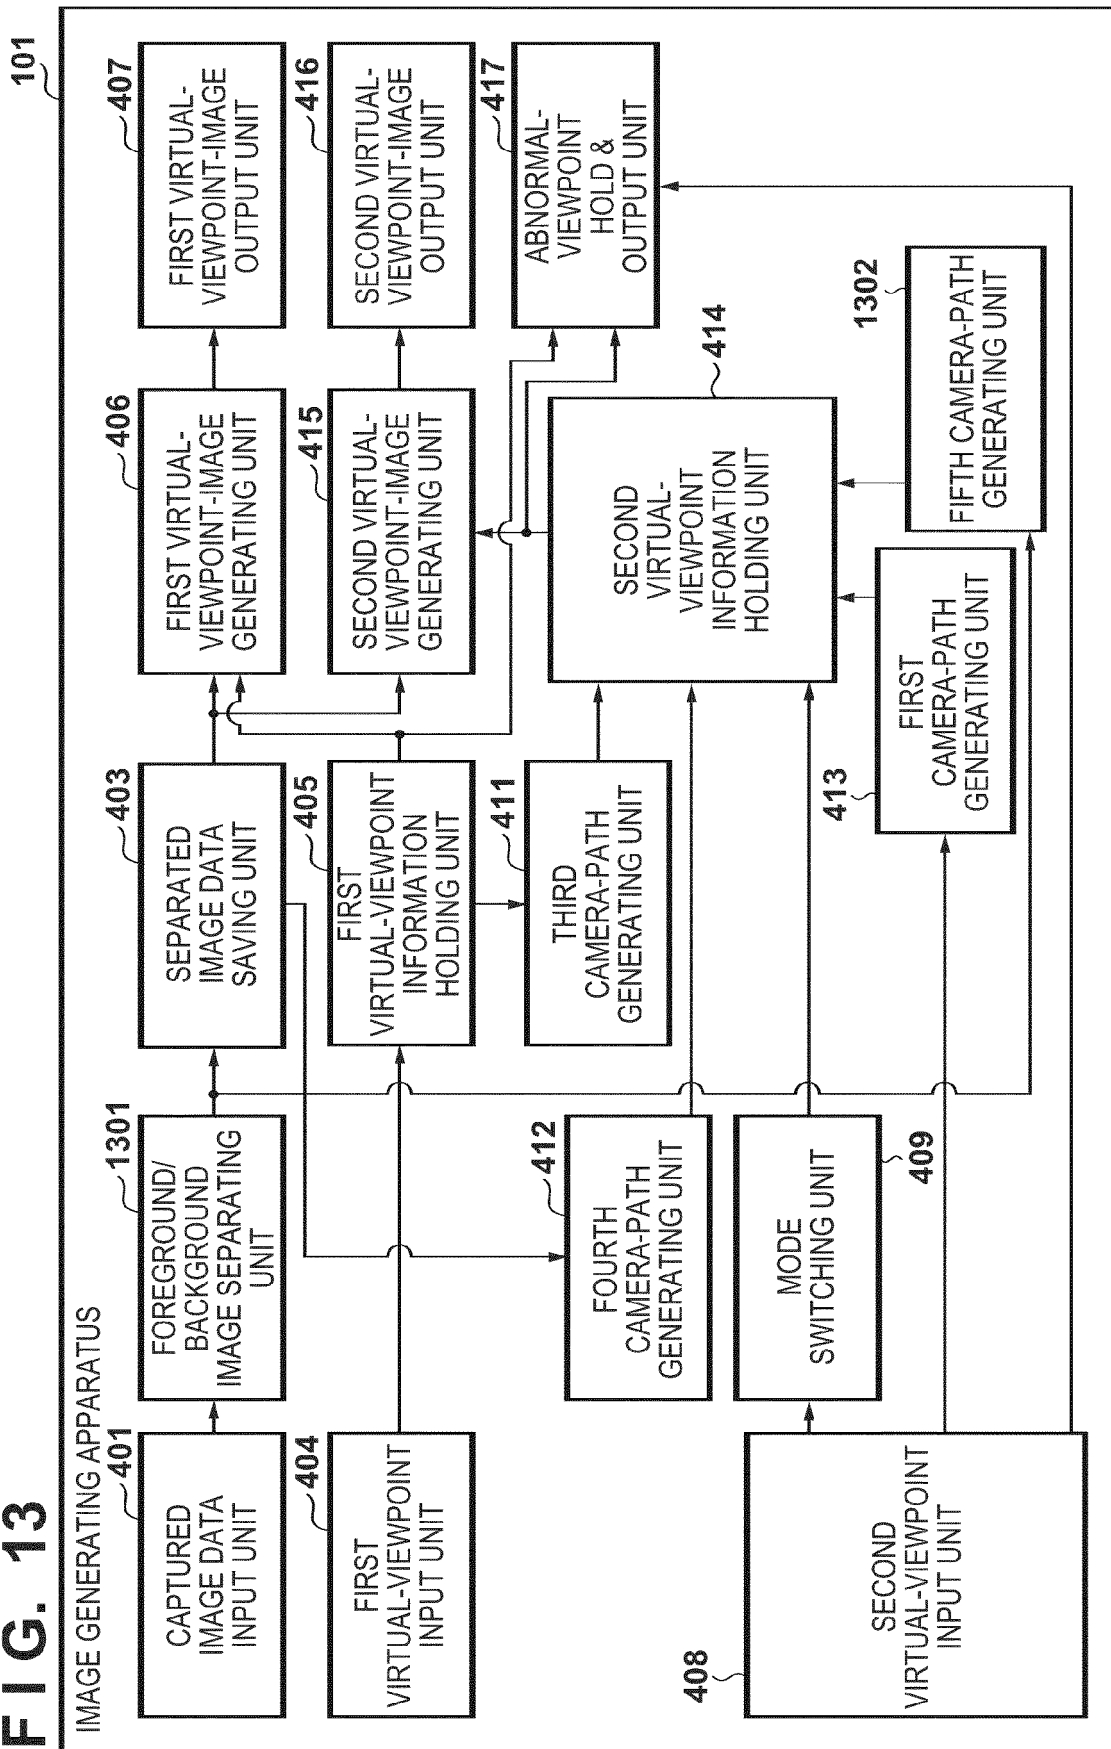 FIG. 13
101
IMAGE GENERATING APPARATUS
401
CAPTURED
IMAGE DATA
INPUT UNIT
1301
FOREGROUND/
BACKGROUND
IMAGE SEPARATING
UNIT
403
SEPARATED
IMAGE DATA
SAVING UNIT
406
FIRST VIRTUAL-
VIEWPOINT-IMAGE
GENERATING UNIT
407
FIRST VIRTUAL-
VIEWPOINT-IMAGE
OUTPUT UNIT
404
FIRST
VIRTUAL-VIEWPOINT
INPUT UNIT
405
FIRST
VIRTUAL-VIEWPOINT
INFORMATION
HOLDING UNIT
415
SECOND VIRTUAL-
VIEWPOINT-IMAGE
GENERATING UNIT
416
SECOND VIRTUAL-
VIEWPOINT-IMAGE
OUTPUT UNIT
411
THIRD
CAMERA-PATH
GENERATING UNIT
417
ABNORMAL-
VIEWPOINT
HOLD &
OUTPUT UNIT
412
FOURTH
CAMERA-PATH
GENERATING UNIT
414
SECOND
VIRTUAL-
VIEWPOINT
INFORMATION
HOLDING UNIT
408
SECOND
VIRTUAL-VIEWPOINT
INPUT UNIT
MODE
SWITCHING UNIT
409
413
FIRST
CAMERA-PATH
GENERATING UNIT
1302
FIFTH CAMERA-PATH
GENERATING UNIT